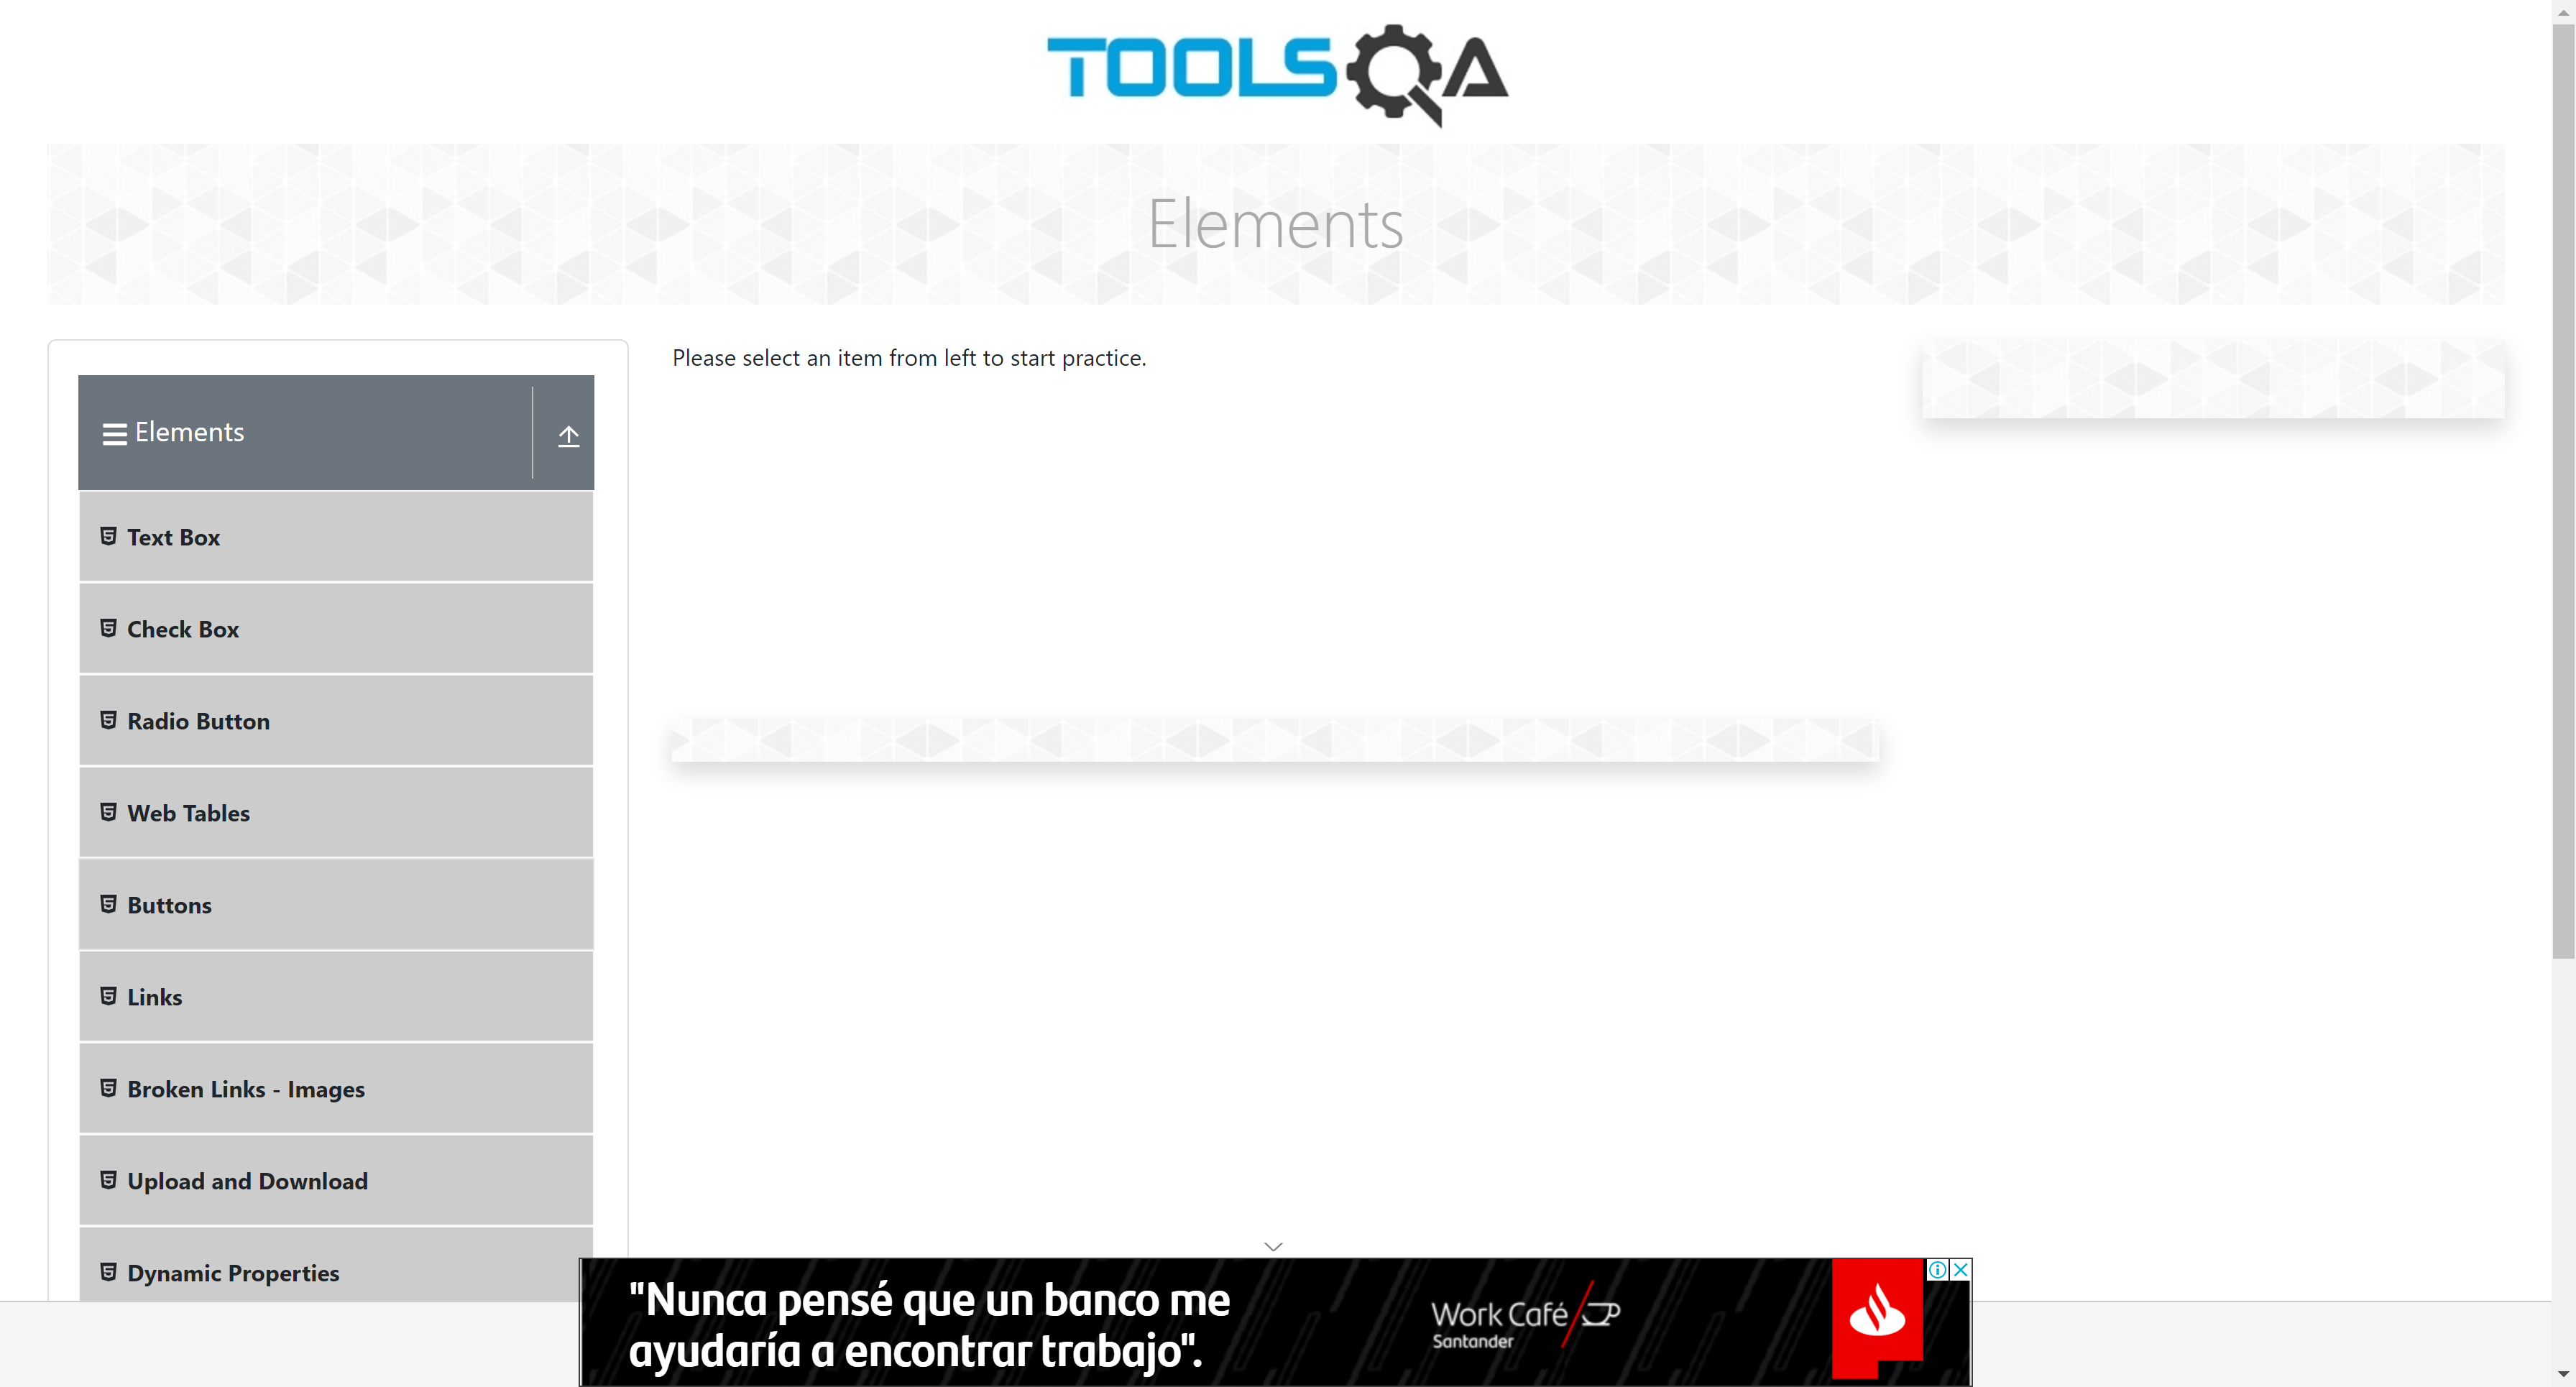 TOOLSQA
Elements
Please select an item from left to start practice.
Elements
Text Box
Check Box
Radio Button
Web Tables
Buttons
Links
Broken Links - Images
Upload and Download
Dynamic Properties
"Nunca pensé que un banco me
ayudaría a encontrar trabajo".
Work Café
Santander